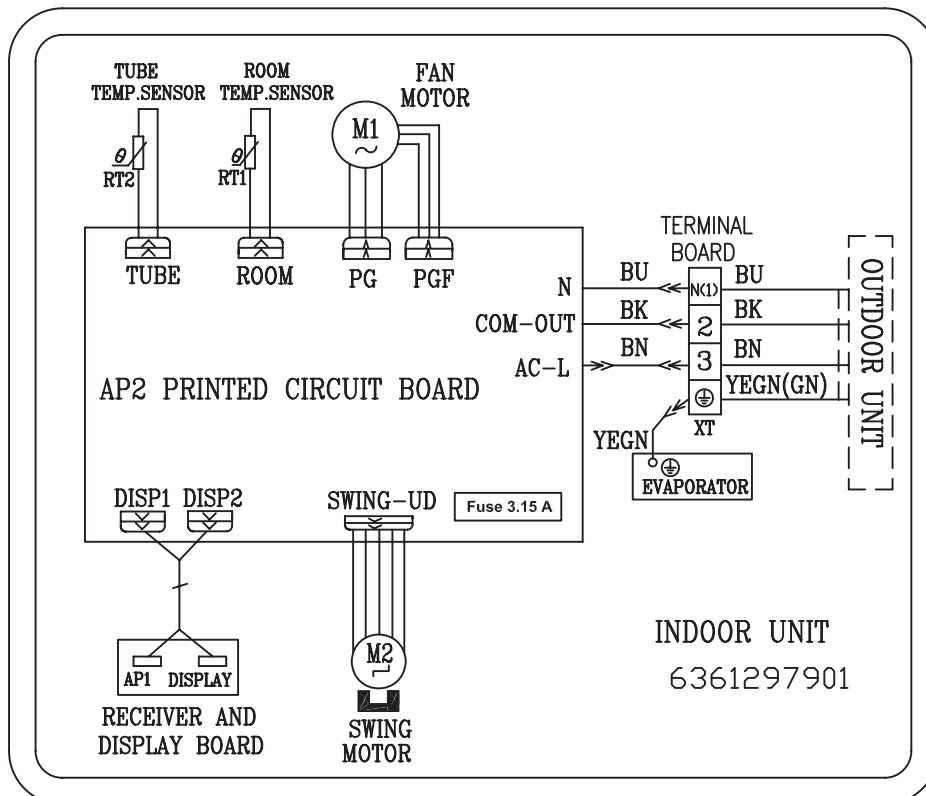 TUBE
TEMP.SENSOR
ROOM
TEMP.SENSOR
FAN
MOTOR
M1
θ
RT2
θ
RT1
TUBE
ROOM
PG
PGF
TERMINAL
BOARD
N
BU
N(1)
BU
COM-OUT
BK
2
BK
AC-L
BN
3
BN
YEGN(GN)
XT
YEGN
EVAPORATOR
OUTDOOR UNIT
AP2 PRINTED CIRCUIT BOARD
DISP1
DISP2
SWING-UD
Fuse 3.15 A
AP1
DISPLAY
RECEIVER AND
DISPLAY BOARD
M2
SWING
MOTOR
INDOOR UNIT
6361297901